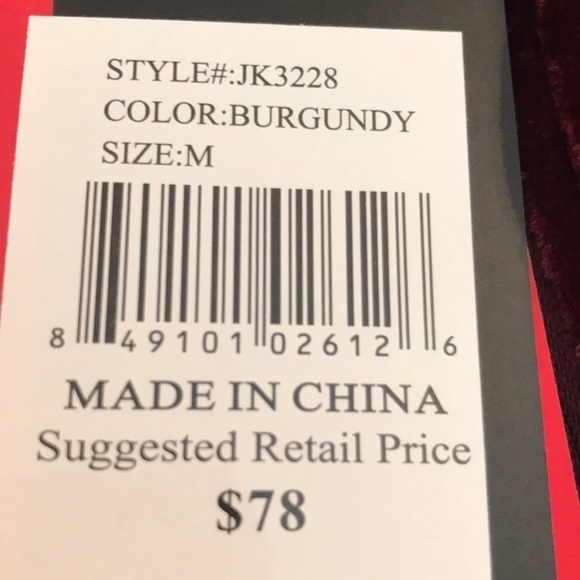 STYLE#:JK3228
COLOR:BURGUNDY
SIZE:M
8 49101 02612 6
MADE IN CHINA
Suggested Retail Price
$78